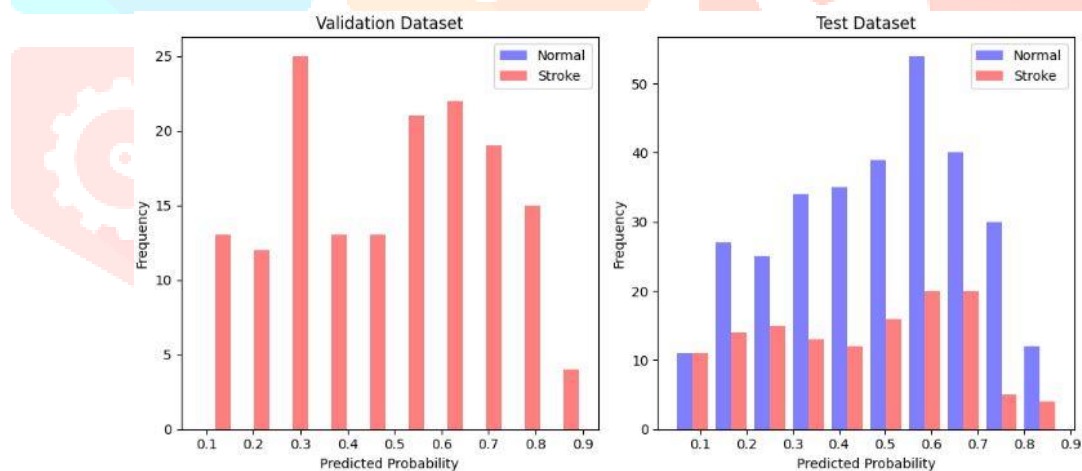 Validation Dataset
Normal
Stroke
25
20
15
10
5
0
Frequency
0.1 0.2 0.3 0.4 0.5 0.6 0.7 0.8 0.9
Predicted Probability
Test Dataset
Normal
Stroke
50
40
30
20
10
0
Frequency
0.1 0.2 0.3 0.4 0.5 0.6 0.7 0.8 0.9
Predicted Probability